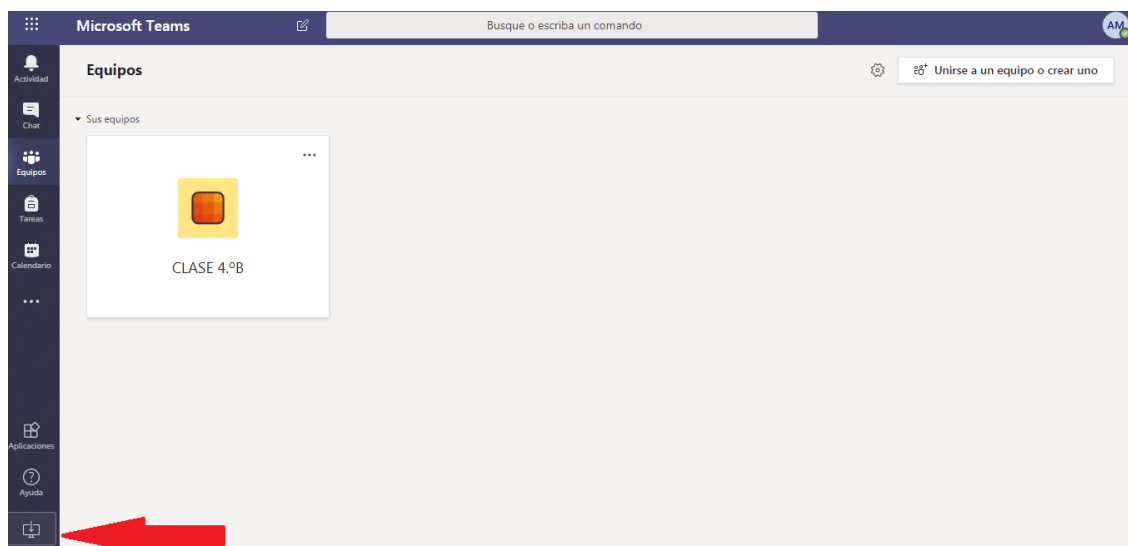 Microsoft Teams
Busque o escriba un comando
AM
Actividad
Equipos
Unirse a un equipo o crear uno
Chat
Sus equipos
Equipos
Tareas
CLASE 4.ºB
Calendario
Aplicaciones
Ayuda